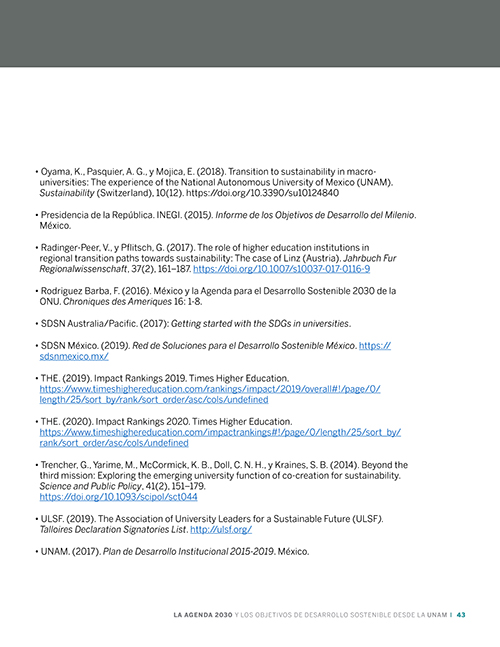 • Oyama, K., Pasquier, A. G., y Mojica, E. (2018). Transition to sustainability in macro-
universities: The experience of the National Autonomous University of Mexico (UNAM).
Sustainability (Switzerland), 10(12). https://doi.org/10.3390/su10124840
• Presidencia de la República. INEGI. (2015). Informe de los Objetivos de Desarrollo del Milenio.
México.
• Radinger-Peer, V., y Pflitsch, G. (2017). The role of higher education institutions in
regional transition paths towards sustainability: The case of Linz (Austria). Jahrbuch Fur
Regionalwissenschaft, 37(2), 161–187. https://doi.org/10.1007/s10037-017-0116-9
• Rodriguez Barba, F. (2016). México y la Agenda para el Desarrollo Sostenible 2030 de la
ONU. Chroniques des Ameriques 16: 1-8.
• SDSN Australia/Pacific. (2017): Getting started with the SDGs in universities.
• SDSN México. (2019). Red de Soluciones para el Desarrollo Sostenible México. https://
sdsnmexico.mx/
• THE. (2019). Impact Rankings 2019. Times Higher Education.
https://www.timeshighereducation.com/rankings/impact/2019/overall#!/page/0/
length/25/sort_by/rank/sort_order/asc/cols/undefined
• THE. (2020). Impact Rankings 2020. Times Higher Education.
https://www.timeshighereducation.com/impactrankings#!/page/0/length/25/sort_by/
rank/sort_order/asc/cols/undefined
• Trencher, G., Yarime, M., McCormick, K. B., Doll, C. N. H., y Kraines, S. B. (2014). Beyond the
third mission: Exploring the emerging university function of co-creation for sustainability.
Science and Public Policy, 41(2), 151–179.
https://doi.org/10.1093/scipol/sct044
• ULSF. (2019). The Association of University Leaders for a Sustainable Future (ULSF).
Talloires Declaration Signatories List. http://ulsf.org/
• UNAM. (2017). Plan de Desarrollo Institucional 2015-2019. México.
LA AGENDA 2030 Y LOS OBJETIVOS DE DESARROLLO SOSTENIBLE DESDE LA UNAM | 43